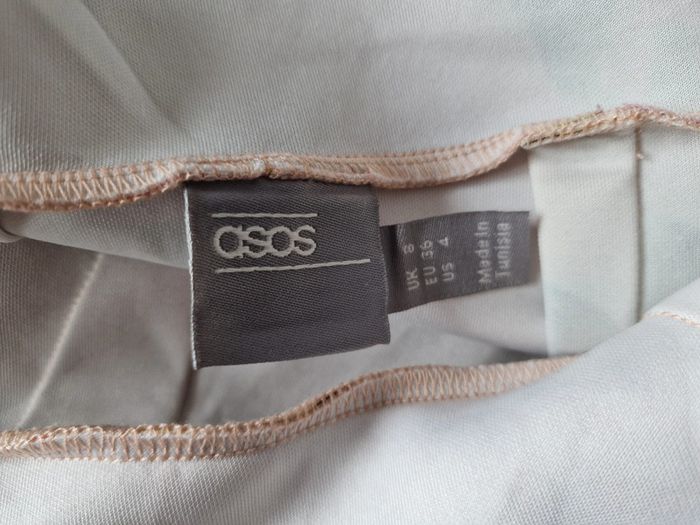 asos
UK 8
EU 36
US 4
Made In
Tunisia